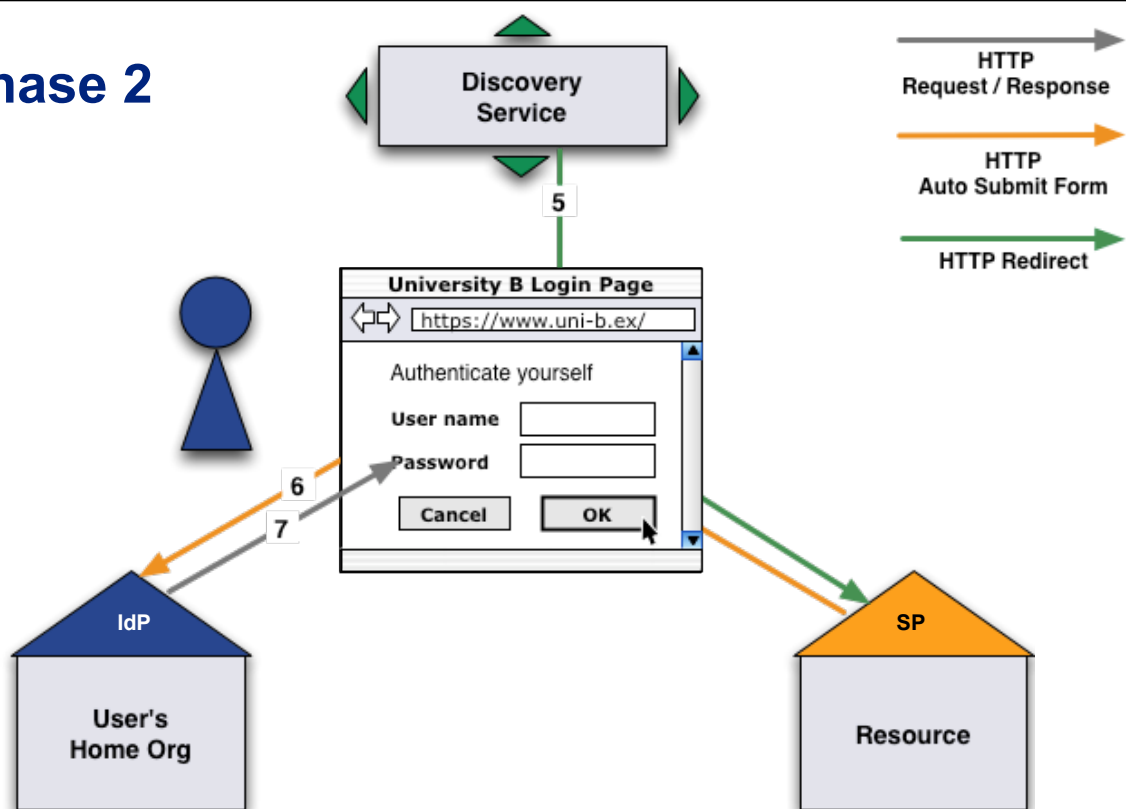 hase 2
Discovery
Service
HTTP
Request / Response
HTTP
Auto Submit Form
HTTP Redirect
5
University B Login Page
https://www.uni-b.ex/
Authenticate yourself
User name
Password
Cancel
OK
6
7
IdP
User's
Home Org
SP
Resource